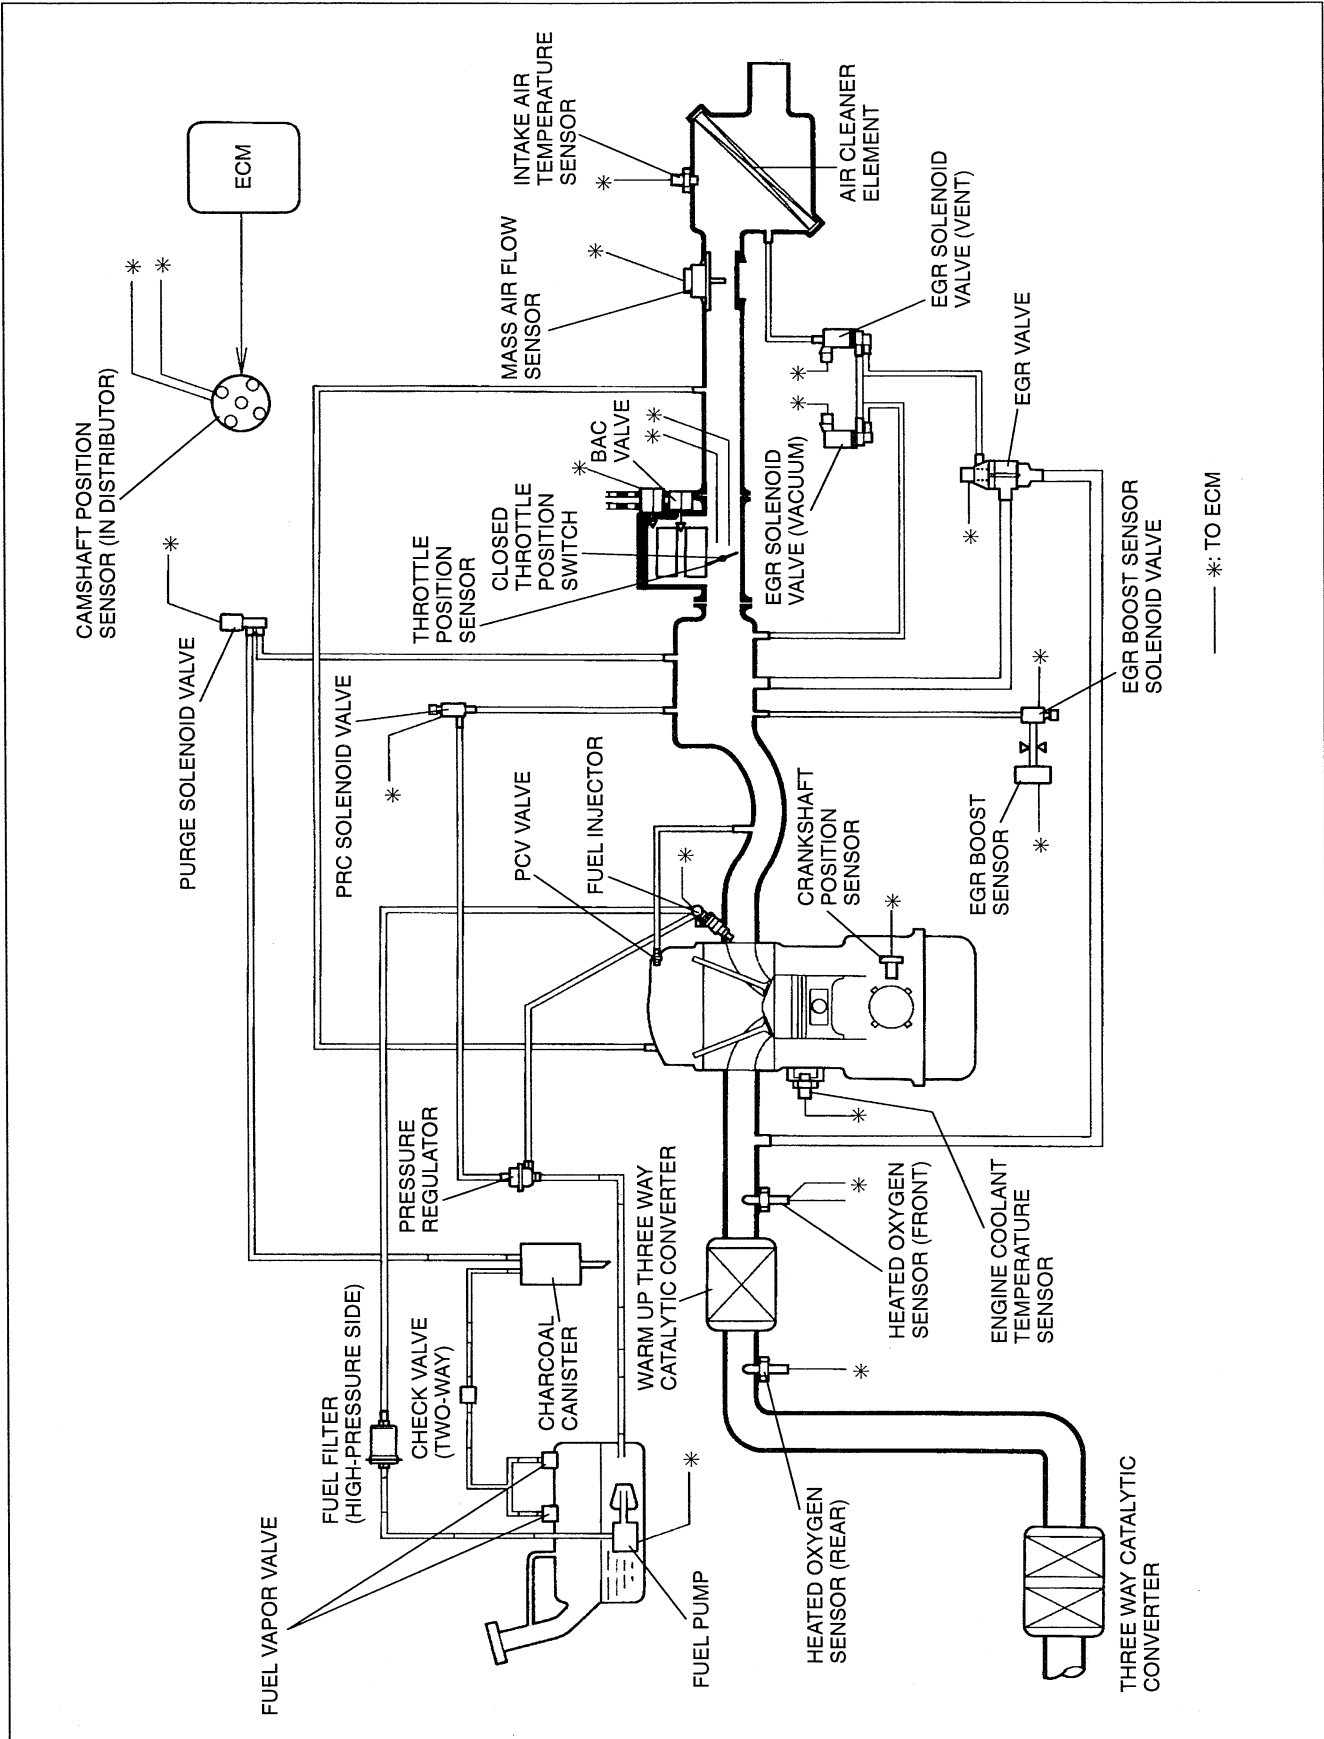 FUEL VAPOR VALVE
FUEL FILTER
(HIGH-PRESSURE SIDE)
CHECK VALVE
(TWO-WAY)
CHARCOAL
CANISTER
PRESSURE
REGULATOR
PURGE SOLENOID VALVE
PRC SOLENOID VALVE
CAMSHAFT POSITION
SENSOR (IN DISTRIBUTOR)
ECM
PCV VALVE
FUEL INJECTOR
THROTTLE
POSITION
SENSOR
CLOSED
THROTTLE
POSITION
SWITCH
BAC
VALVE
MASS AIR FLOW
SENSOR
INTAKE AIR
TEMPERATURE
SENSOR
AIR CLEANER
ELEMENT
FUEL PUMP
WARM UP THREE WAY
CATALYTIC CONVERTER
HEATED OXYGEN
SENSOR (REAR)
HEATED OXYGEN
SENSOR (FRONT)
ENGINE COOLANT
TEMPERATURE
SENSOR
CRANKSHAFT
POSITION
SENSOR
EGR SOLENOID
VALVE (VACUUM)
EGR SOLENOID
VALVE (VENT)
EGR VALVE
EGR BOOST
SENSOR
EGR BOOST SENSOR
SOLENOID VALVE
THREE WAY CATALYTIC
CONVERTER
✳: TO ECM